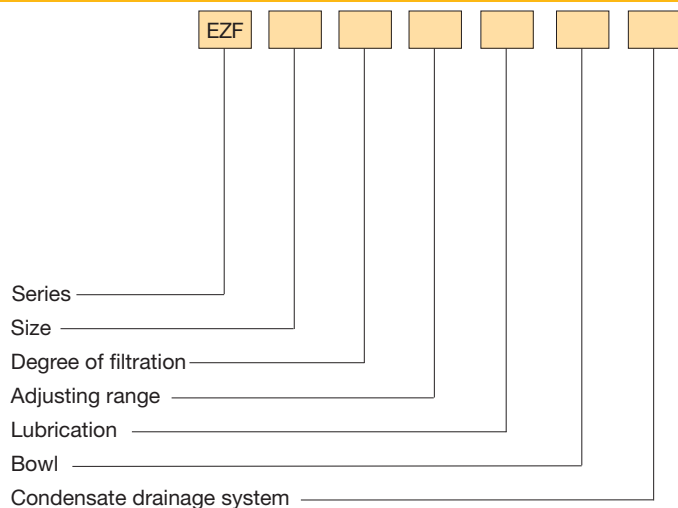 EZF
Series
Size
Degree of filtration
Adjusting range
Lubrication
Bowl
Condensate drainage system